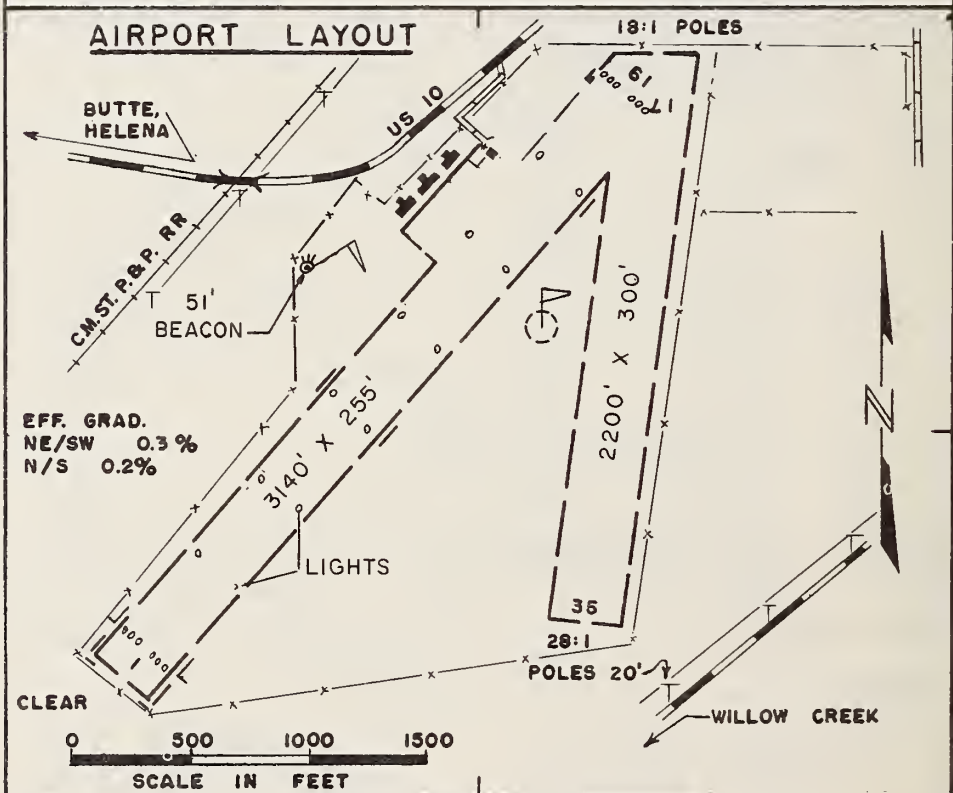 AIRPORT LAYOUT
18:1 POLES
19
17
BUTTE,
HELENA
US 10
C.M. ST. P. & P. RR
51'
BEACON
EFF. GRAD.
NE/SW 0.3%
N/S 0.2%
3140' X 255'
2200' X 300'
N
LIGHTS
1
35
28:1
POLES 20'
CLEAR
WILLOW CREEK
0 500 1000 1500
SCALE IN FEET